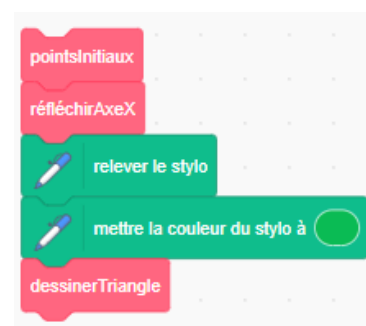 pointsInitiaux
réfléchirAxeX
relever le stylo
mettre la couleur du stylo à
dessinerTriangle